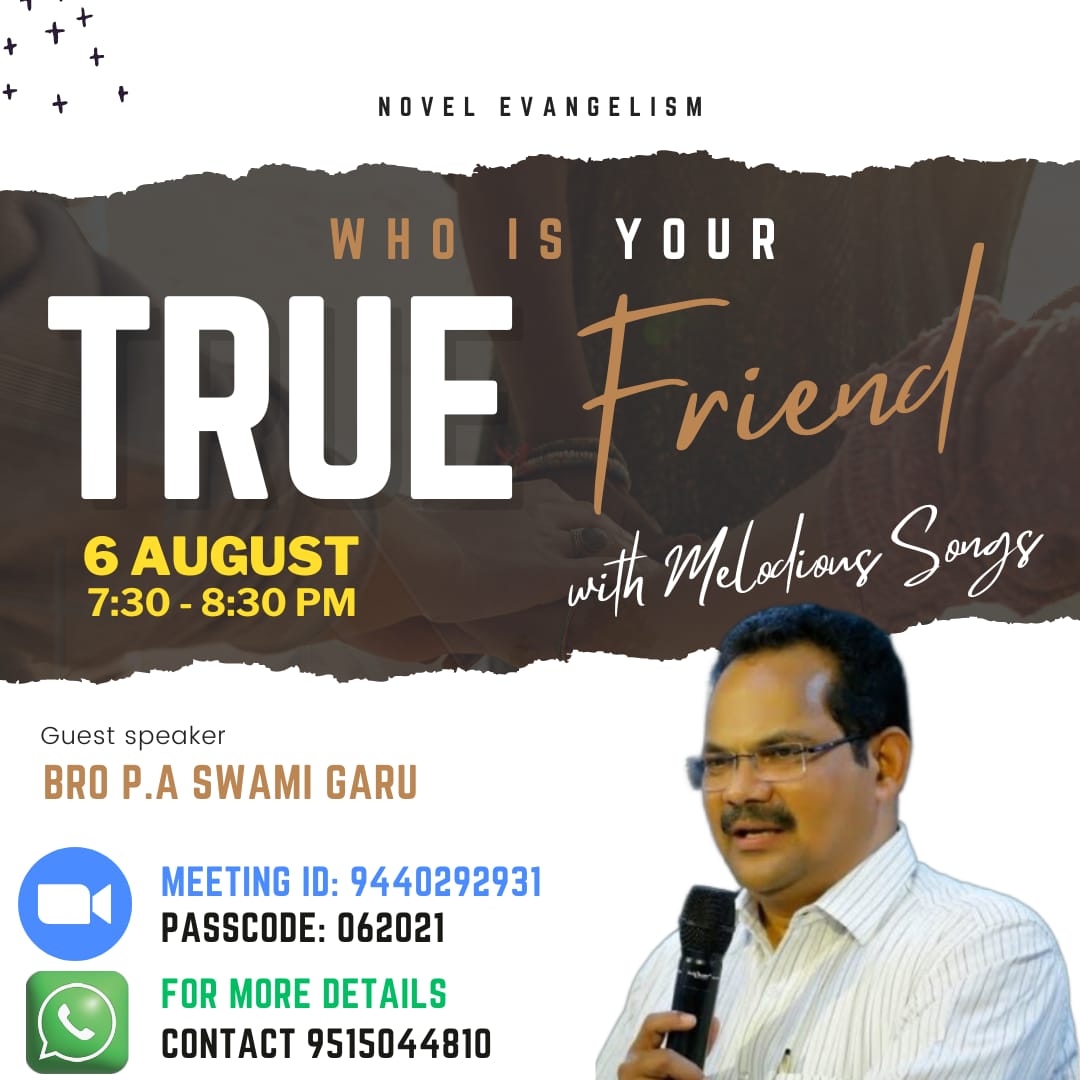 NOVEL EVANGELISM
WHO IS YOUR
TRUE Friend
with Melodious Songs
6 AUGUST
7:30 - 8:30 PM
Guest speaker
BRO P.A SWAMI GARU
MEETING ID: 9440292931
PASSCODE: 062021
FOR MORE DETAILS
CONTACT 9515044810